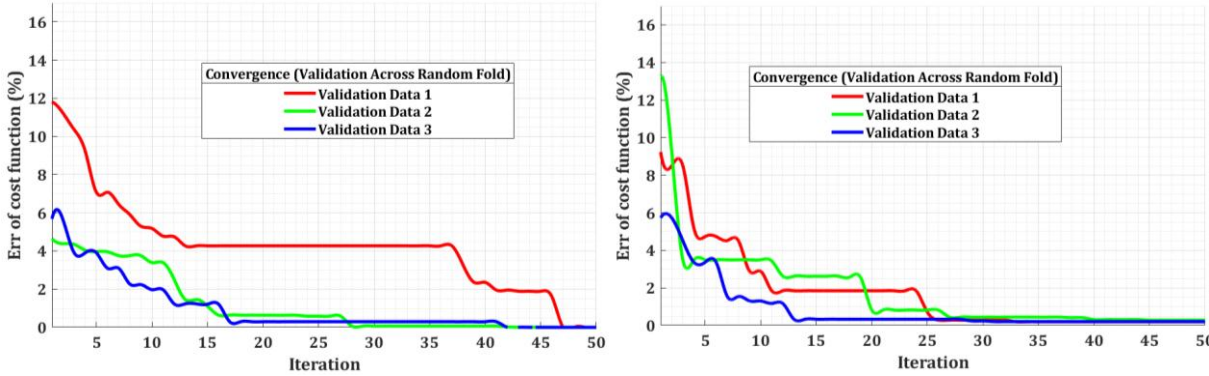 16
14
12
10
8
6
4
2
0
Err of cost function (%)
Convergence (Validation Across Random Fold)
Validation Data 1
Validation Data 2
Validation Data 3
5 10 15 20 25 30 35 40 45 50
Iteration
16
14
12
10
8
6
4
2
0
Err of cost function (%)
Convergence (Validation Across Random Fold)
Validation Data 1
Validation Data 2
Validation Data 3
5 10 15 20 25 30 35 40 45 50
Iteration